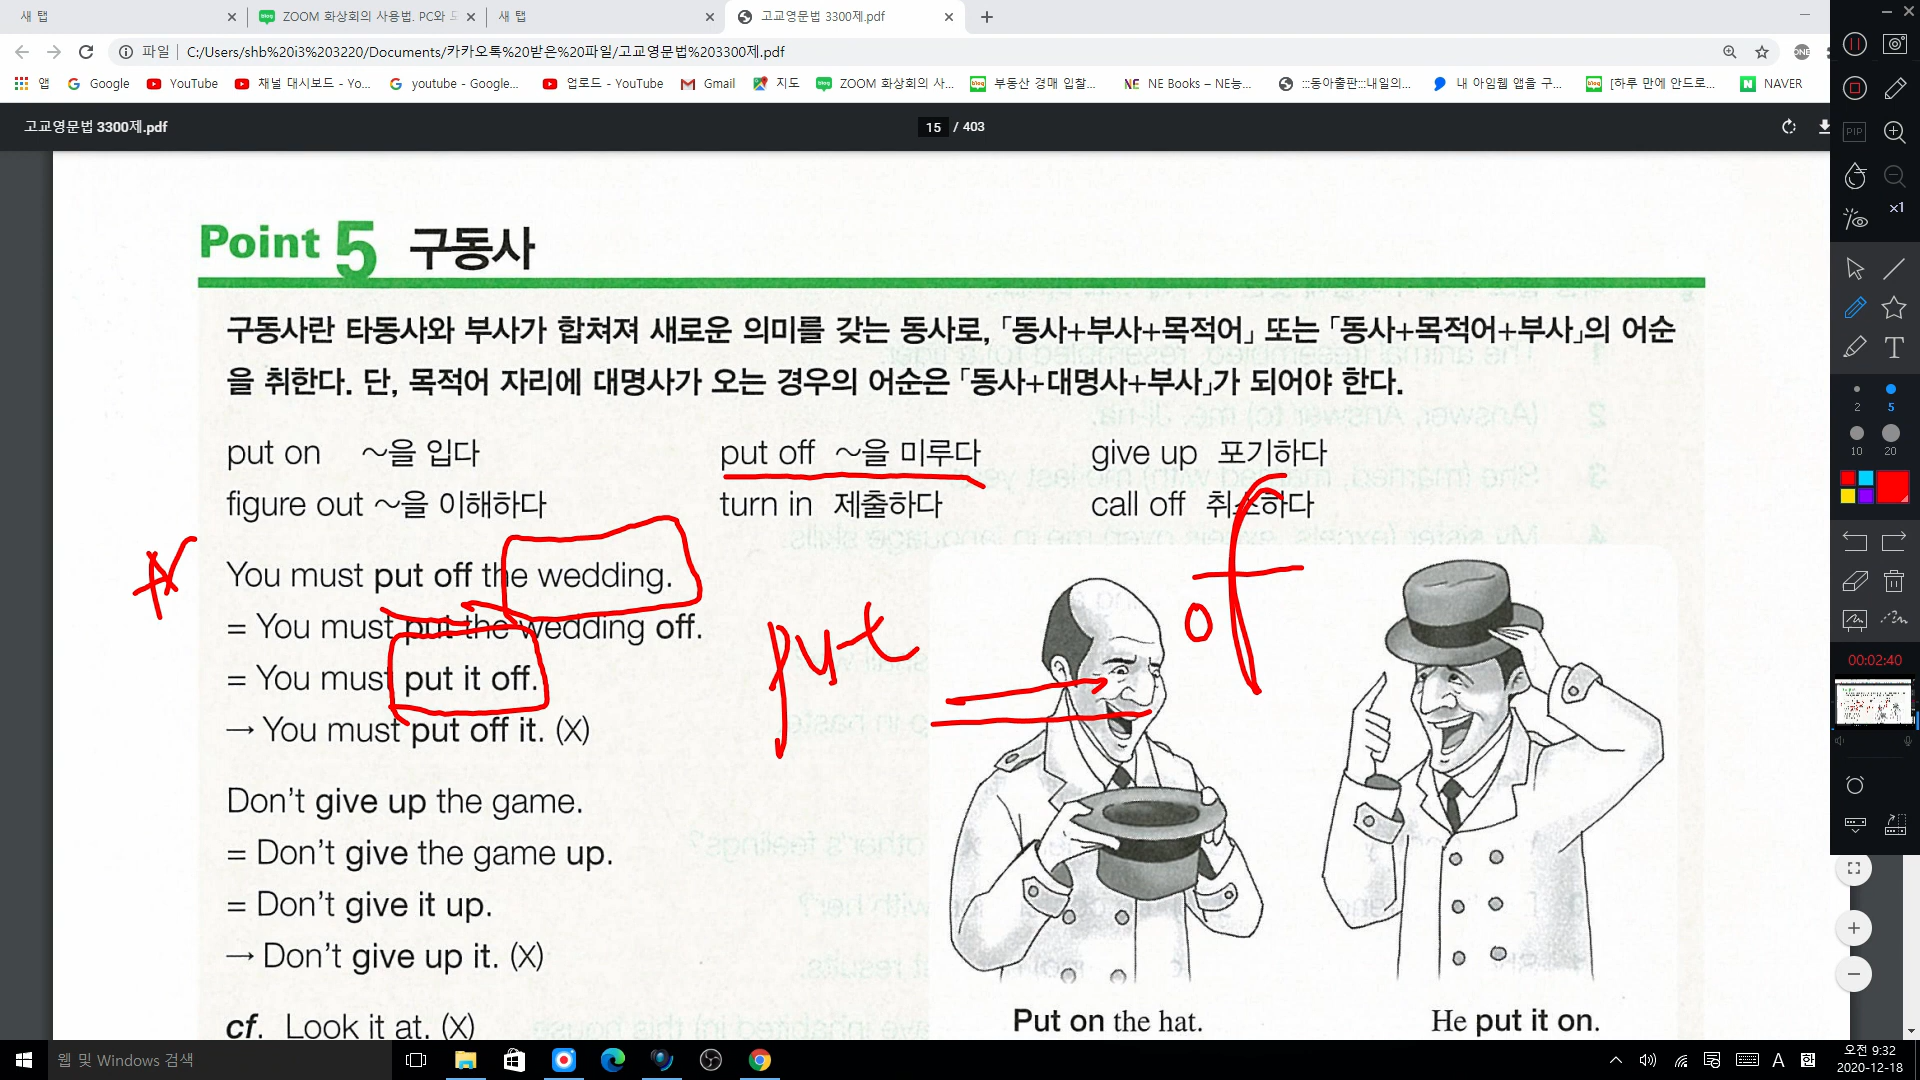 새 탭
ZOOM 화상회의 사용법. PC와 모
새 탭
고교영문법 3300제.pdf
파일 | C:/Users/shb%20i3%203220/Documents/카카오톡%20받은%20파일/고교영문법%203300제.pdf
앱 Google YouTube 채널 대시보드 - Yo... youtube - Google... 업로드 - YouTube Gmail 지도 ZOOM 화상회의 사... 부동산 경매 입찰... NE Books – NE능... :::동아출판:::내일의... 내 아임웹 앱을 구... [하루 만에 안드로... NAVER
고교영문법 3300제.pdf
15 / 403
Point 5 구동사
구동사란 타동사와 부사가 합쳐져 새로운 의미를 갖는 동사로, 「동사+부사+목적어」 또는 「동사+목적어+부사」의 어순
을 취한다. 단, 목적어 자리에 대명사가 오는 경우의 어순은 「동사+대명사+부사」가 되어야 한다.
put on ~을 입다 put off ~을 미루다 give up 포기하다
figure out ~을 이해하다 turn in 제출하다 call off 취소하다
You must put off the wedding.
= You must put the wedding off.
= You must put it off.
→ You must put off it. (X)
put
of
Don't give up the game.
= Don't give the game up.
= Don't give it up.
→ Don't give up it. (X)
cf. Look it at. (X)
Put on the hat.
He put it on.
PIP
x1
T
2 5
10 20
00:02:40
웹 및 Windows 검색
A 한
오전 9:32
2020-12-18